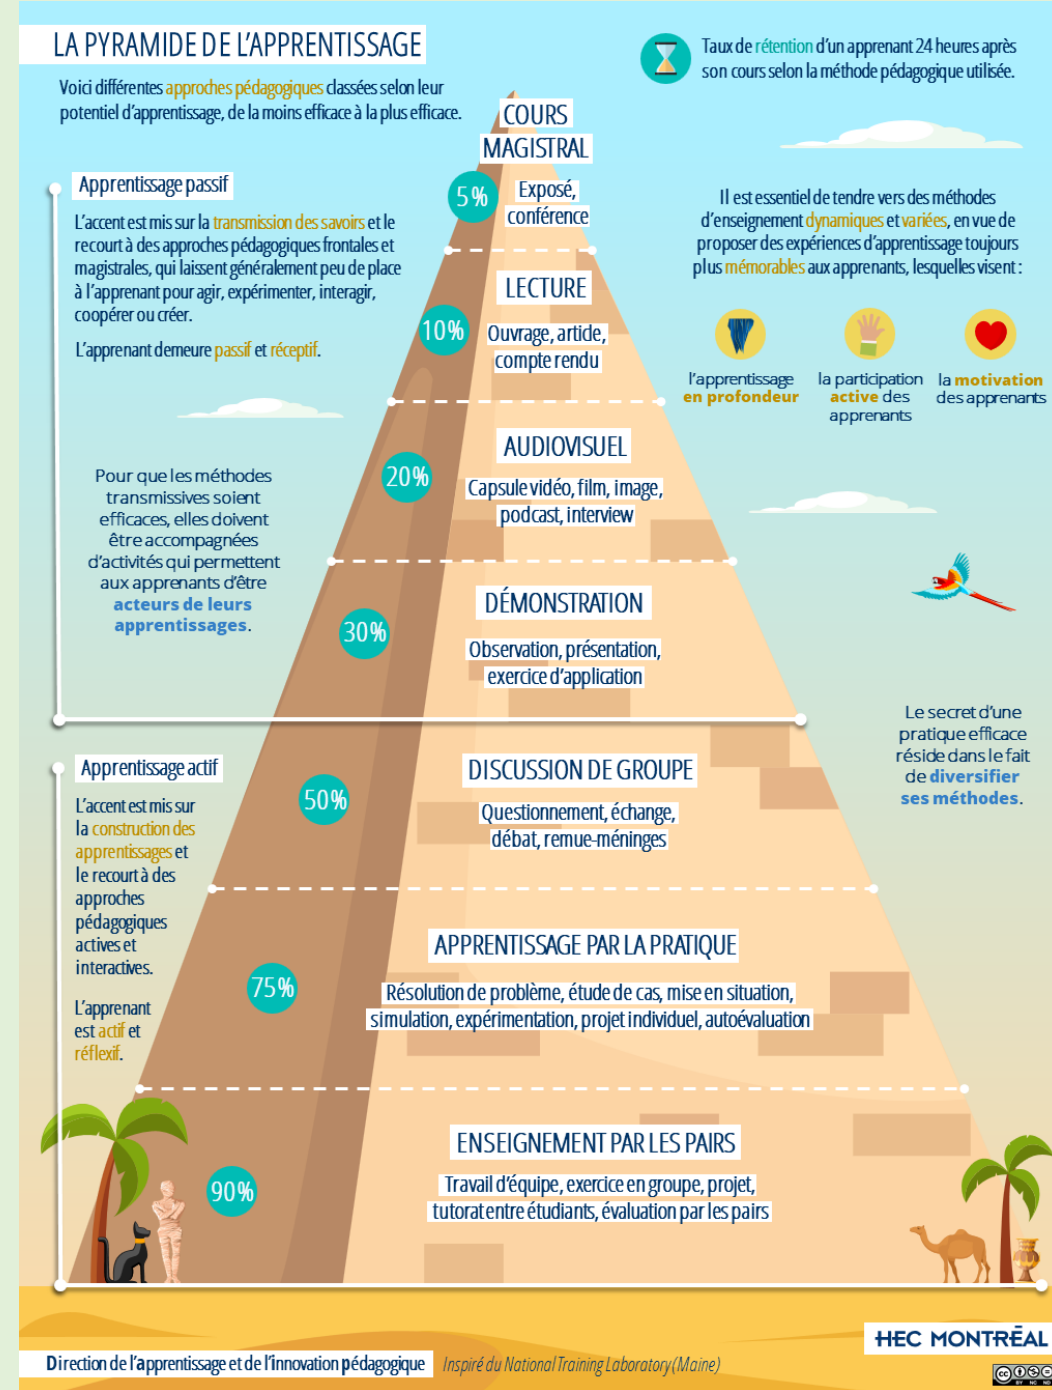 LA PYRAMIDE DE L'APPRENTISSAGE
Voici différentes approches pédagogiques classées selon leur
potentiel d'apprentissage, de la moins efficace à la plus efficace.
Taux de rétention d'un apprenant 24 heures après
son cours selon la méthode pédagogique utilisée.
Apprentissage passif
L'accent est mis sur la transmission des savoirs et le
recourt à des approches pédagogiques frontales et
magistrales, qui laissent généralement peu de place
à l'apprenant pour agir, expérimenter, interagir,
coopérer ou créer.
L'apprenant demeure passif et réceptif.
Pour que les méthodes
transmissives soient
efficaces, elles doivent
être accompagnées
d'activités qui permettent
aux apprenants d'être
acteurs de leurs
apprentissages.
COURS
MAGISTRAL
5%
Exposé,
conférence
LECTURE
10%
Ouvrage, article,
compte rendu
AUDIOVISUEL
20%
Capsule vidéo, film, image,
podcast, interview
DÉMONSTRATION
30%
Observation, présentation,
exercice d'application
Il est essentiel de tendre vers des méthodes
d'enseignement dynamiques et variées, en vue de
proposer des expériences d'apprentissage toujours
plus mémorables aux apprenants, lesquelles visent :
l'apprentissage
en profondeur
la participation
active des
apprenants
la motivation
des apprenants
Le secret d'une
pratique efficace
réside dans le fait
de diversifier
ses méthodes.
Apprentissage actif
L'accent est mis sur
la construction des
apprentissages et
le recourt à des
approches
pédagogiques
actives et
interactives.
L'apprenant
est actif et
réflexif.
DISCUSSION DE GROUPE
50%
Questionnement, échange,
débat, remue-méninges
APPRENTISSAGE PAR LA PRATIQUE
75%
Résolution de problème, étude de cas, mise en situation,
simulation, expérimentation, projet individuel, autoévaluation
ENSEIGNEMENT PAR LES PAIRS
90%
Travail d'équipe, exercice en groupe, projet,
tutorat entre étudiants, évaluation par les pairs
HEC MONTRĒAL
Direction de l'apprentissage et de l'innovation pédagogique
Inspiré du National Training Laboratory (Maine)
BY NC ND